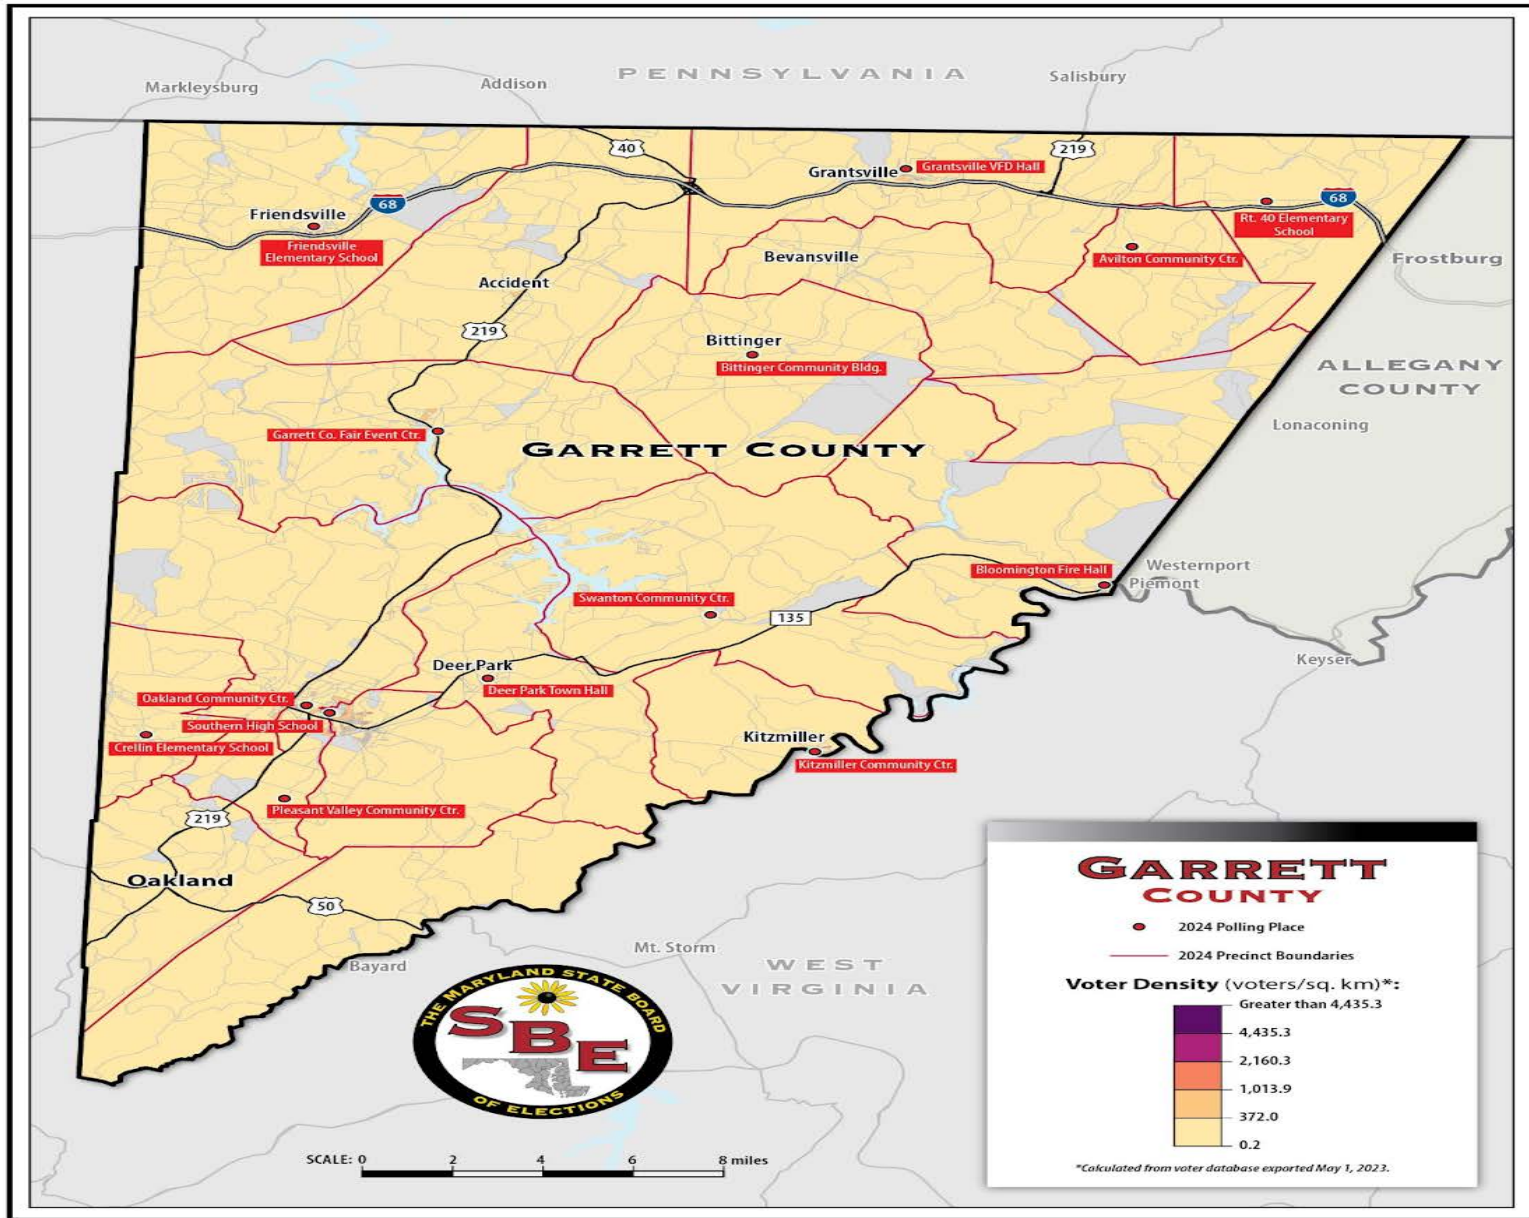 PENNSYLVANIA
Markleysburg
Addison
Salisbury
40
219
Grantsville
Grantsville VFD Hall
68
68
Friendsville
Friendsville
Elementary School
Rt. 40 Elementary
School
Avilton Community Ctr.
Bevansville
Frostburg
Accident
219
Bittinger
Bittinger Community Bldg.
ALLEGANY
COUNTY
Lonaconing
Garrett Co. Fair Event Ctr.
GARRETT COUNTY
Bloomington Fire Hall
Westernport
Piemont
Swanton Community Ctr.
135
Keyser
Deer Park
Deer Park Town Hall
Oakland Community Ctr.
Southern High School
Crellin Elementary School
Kitzmiller
Kitzmiller Community Ctr.
Pleasant Valley Community Ctr.
219
Oakland
50
Bayard
Mt. Storm
WEST
VIRGINIA
THE MARYLAND STATE BOARD
SBE
OF ELECTIONS
SCALE: 0 2 4 6 8 miles
GARRETT
COUNTY
2024 Polling Place
2024 Precinct Boundaries
Voter Density (voters/sq. km)*:
Greater than 4,435.3
4,435.3
2,160.3
1,013.9
372.0
0.2
*Calculated from voter database exported May 1, 2023.